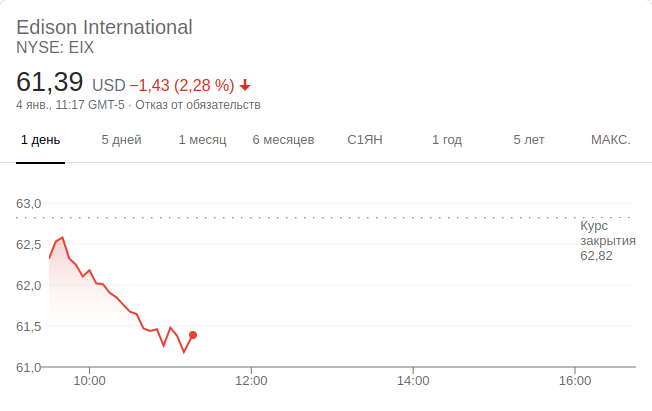 Edison International
NYSE: EIX
61,39 USD −1,43 (2,28 %)
4 янв., 11:17 GMT-5 · Отказ от обязательств
1 день 5 дней 1 месяц 6 месяцев С1ЯН 1 год 5 лет МАКС.
63,0
Курс
закрытия
62,82
62,5
62,0
61,5
61,0
10:00 12:00 14:00 16:00